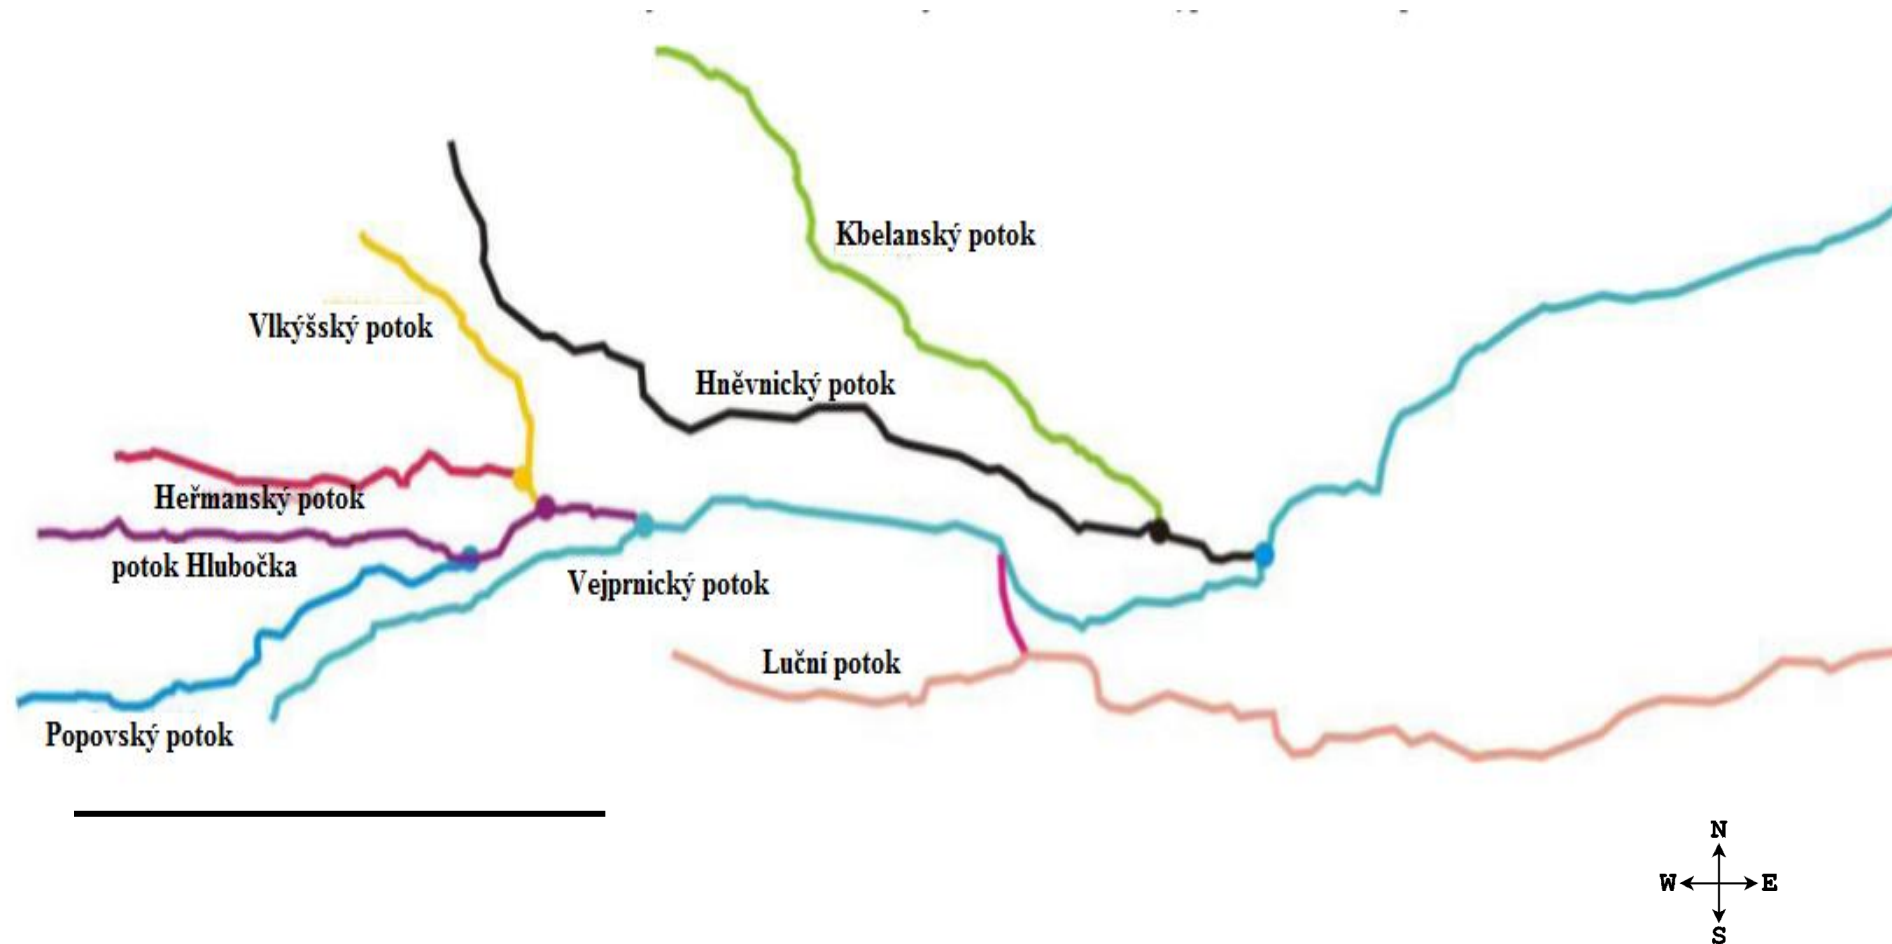 Kbelanský potok
Vlkýšský potok
Hněvnický potok
Heřmanský potok
potok Hlubočka
Vejprnický potok
Luční potok
Popovský potok
N
W E
S